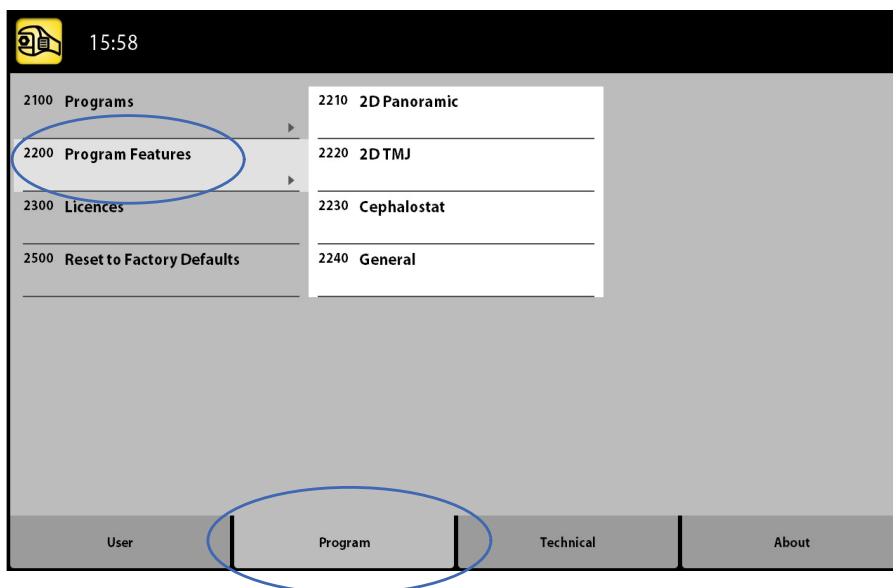 15:58
2100 Programs
2200 Program Features
2300 Licences
2500 Reset to Factory Defaults
2210 2D Panoramic
2220 2D TMJ
2230 Cephalostat
2240 General
User
Program
Technical
About